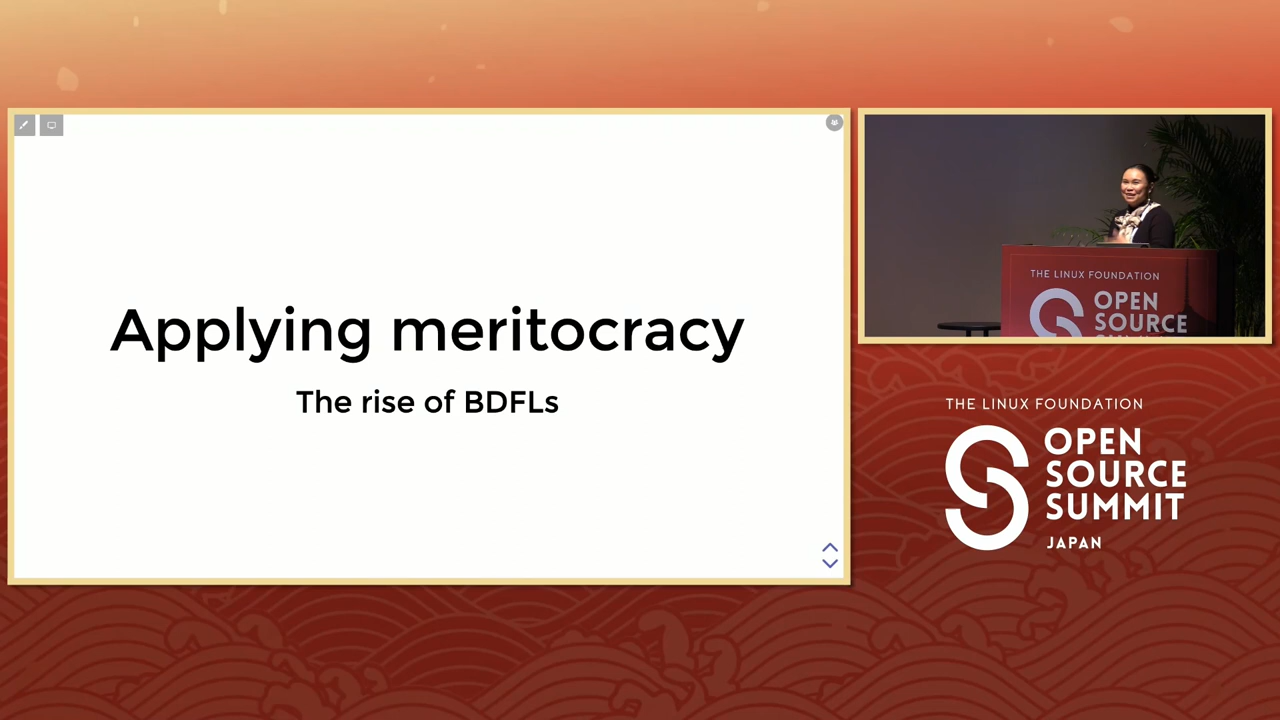 Applying meritocracy
The rise of BDFLs
THE LINUX FOUNDATION
OPEN
SOURCE
THE LINUX FOUNDATION
OPEN
SOURCE
SUMMIT
JAPAN